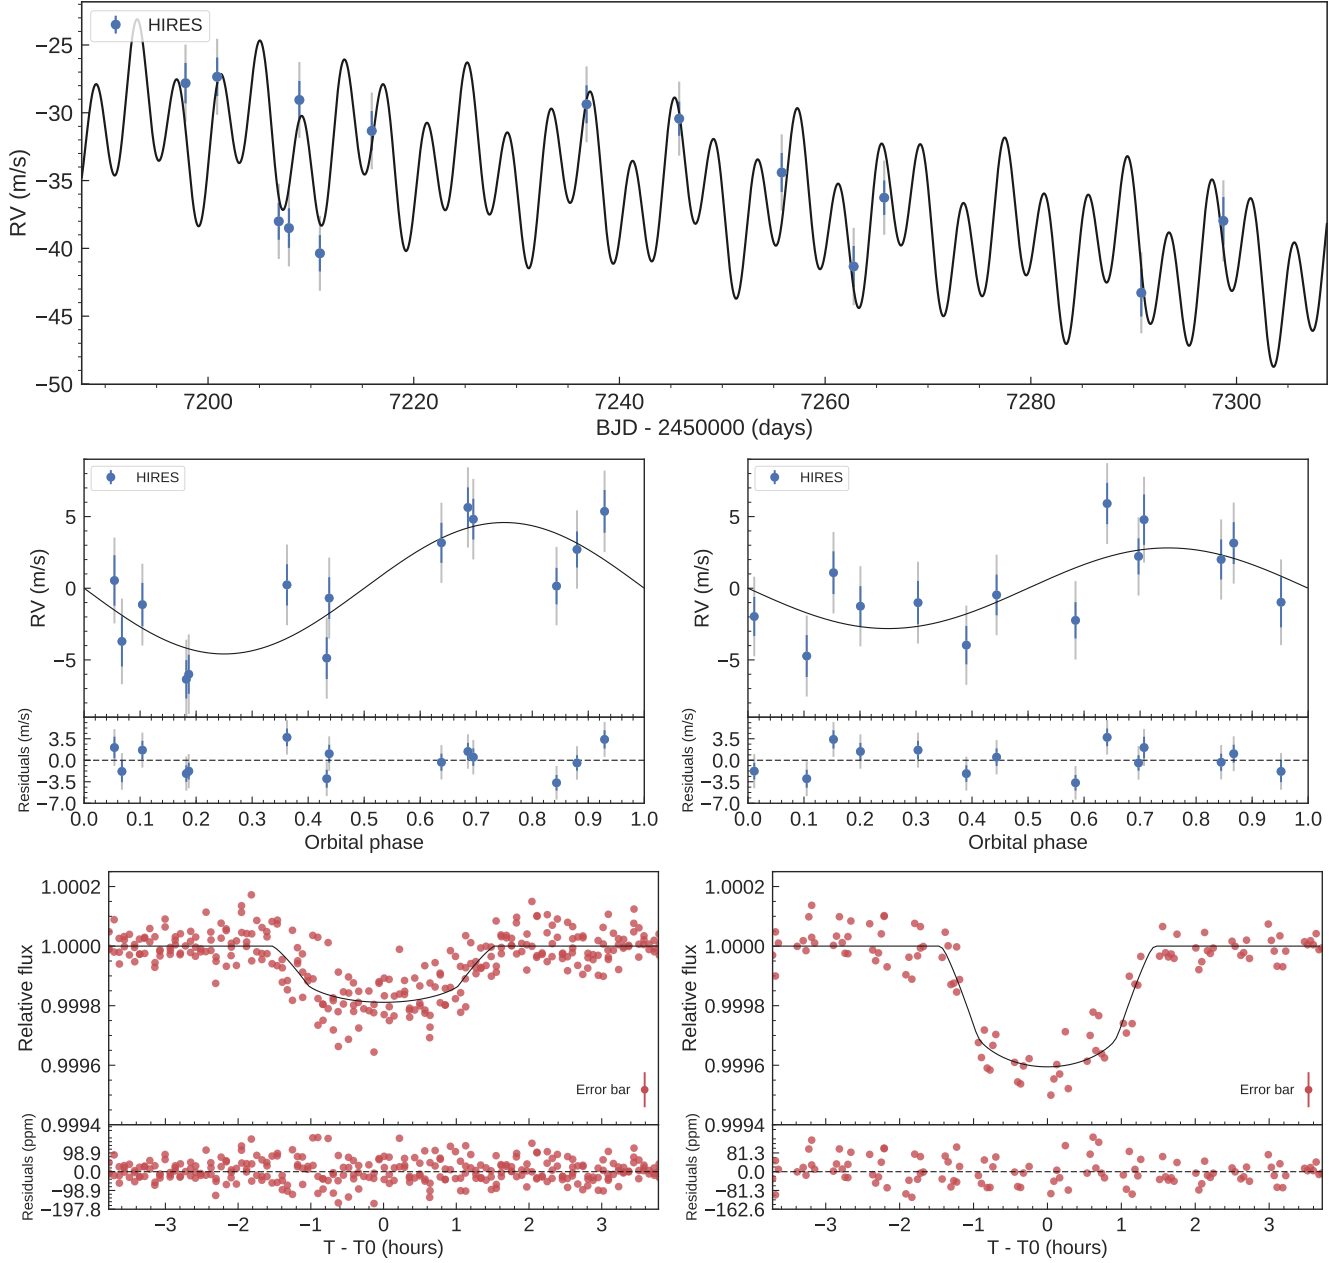 HIRES
RV (m/s)
−25
−30
−35
−40
−45
−50
7200 7220 7240 7260 7280 7300
BJD - 2450000 (days)
HIRES
RV (m/s)
5
0
−5
Residuals (m/s)
3.5
0.0
−3.5
−7.0
0.0 0.1 0.2 0.3 0.4 0.5 0.6 0.7 0.8 0.9 1.0
Orbital phase
HIRES
RV (m/s)
5
0
−5
Residuals (m/s)
3.5
0.0
−3.5
−7.0
0.0 0.1 0.2 0.3 0.4 0.5 0.6 0.7 0.8 0.9 1.0
Orbital phase
Relative flux
1.0002
1.0000
0.9998
0.9996
0.9994
Error bar
Residuals (ppm)
98.9
0.0
−98.9
−197.8
−3 −2 −1 0 1 2 3
T - T0 (hours)
Relative flux
1.0002
1.0000
0.9998
0.9996
0.9994
Error bar
Residuals (ppm)
81.3
0.0
−81.3
−162.6
−3 −2 −1 0 1 2 3
T - T0 (hours)